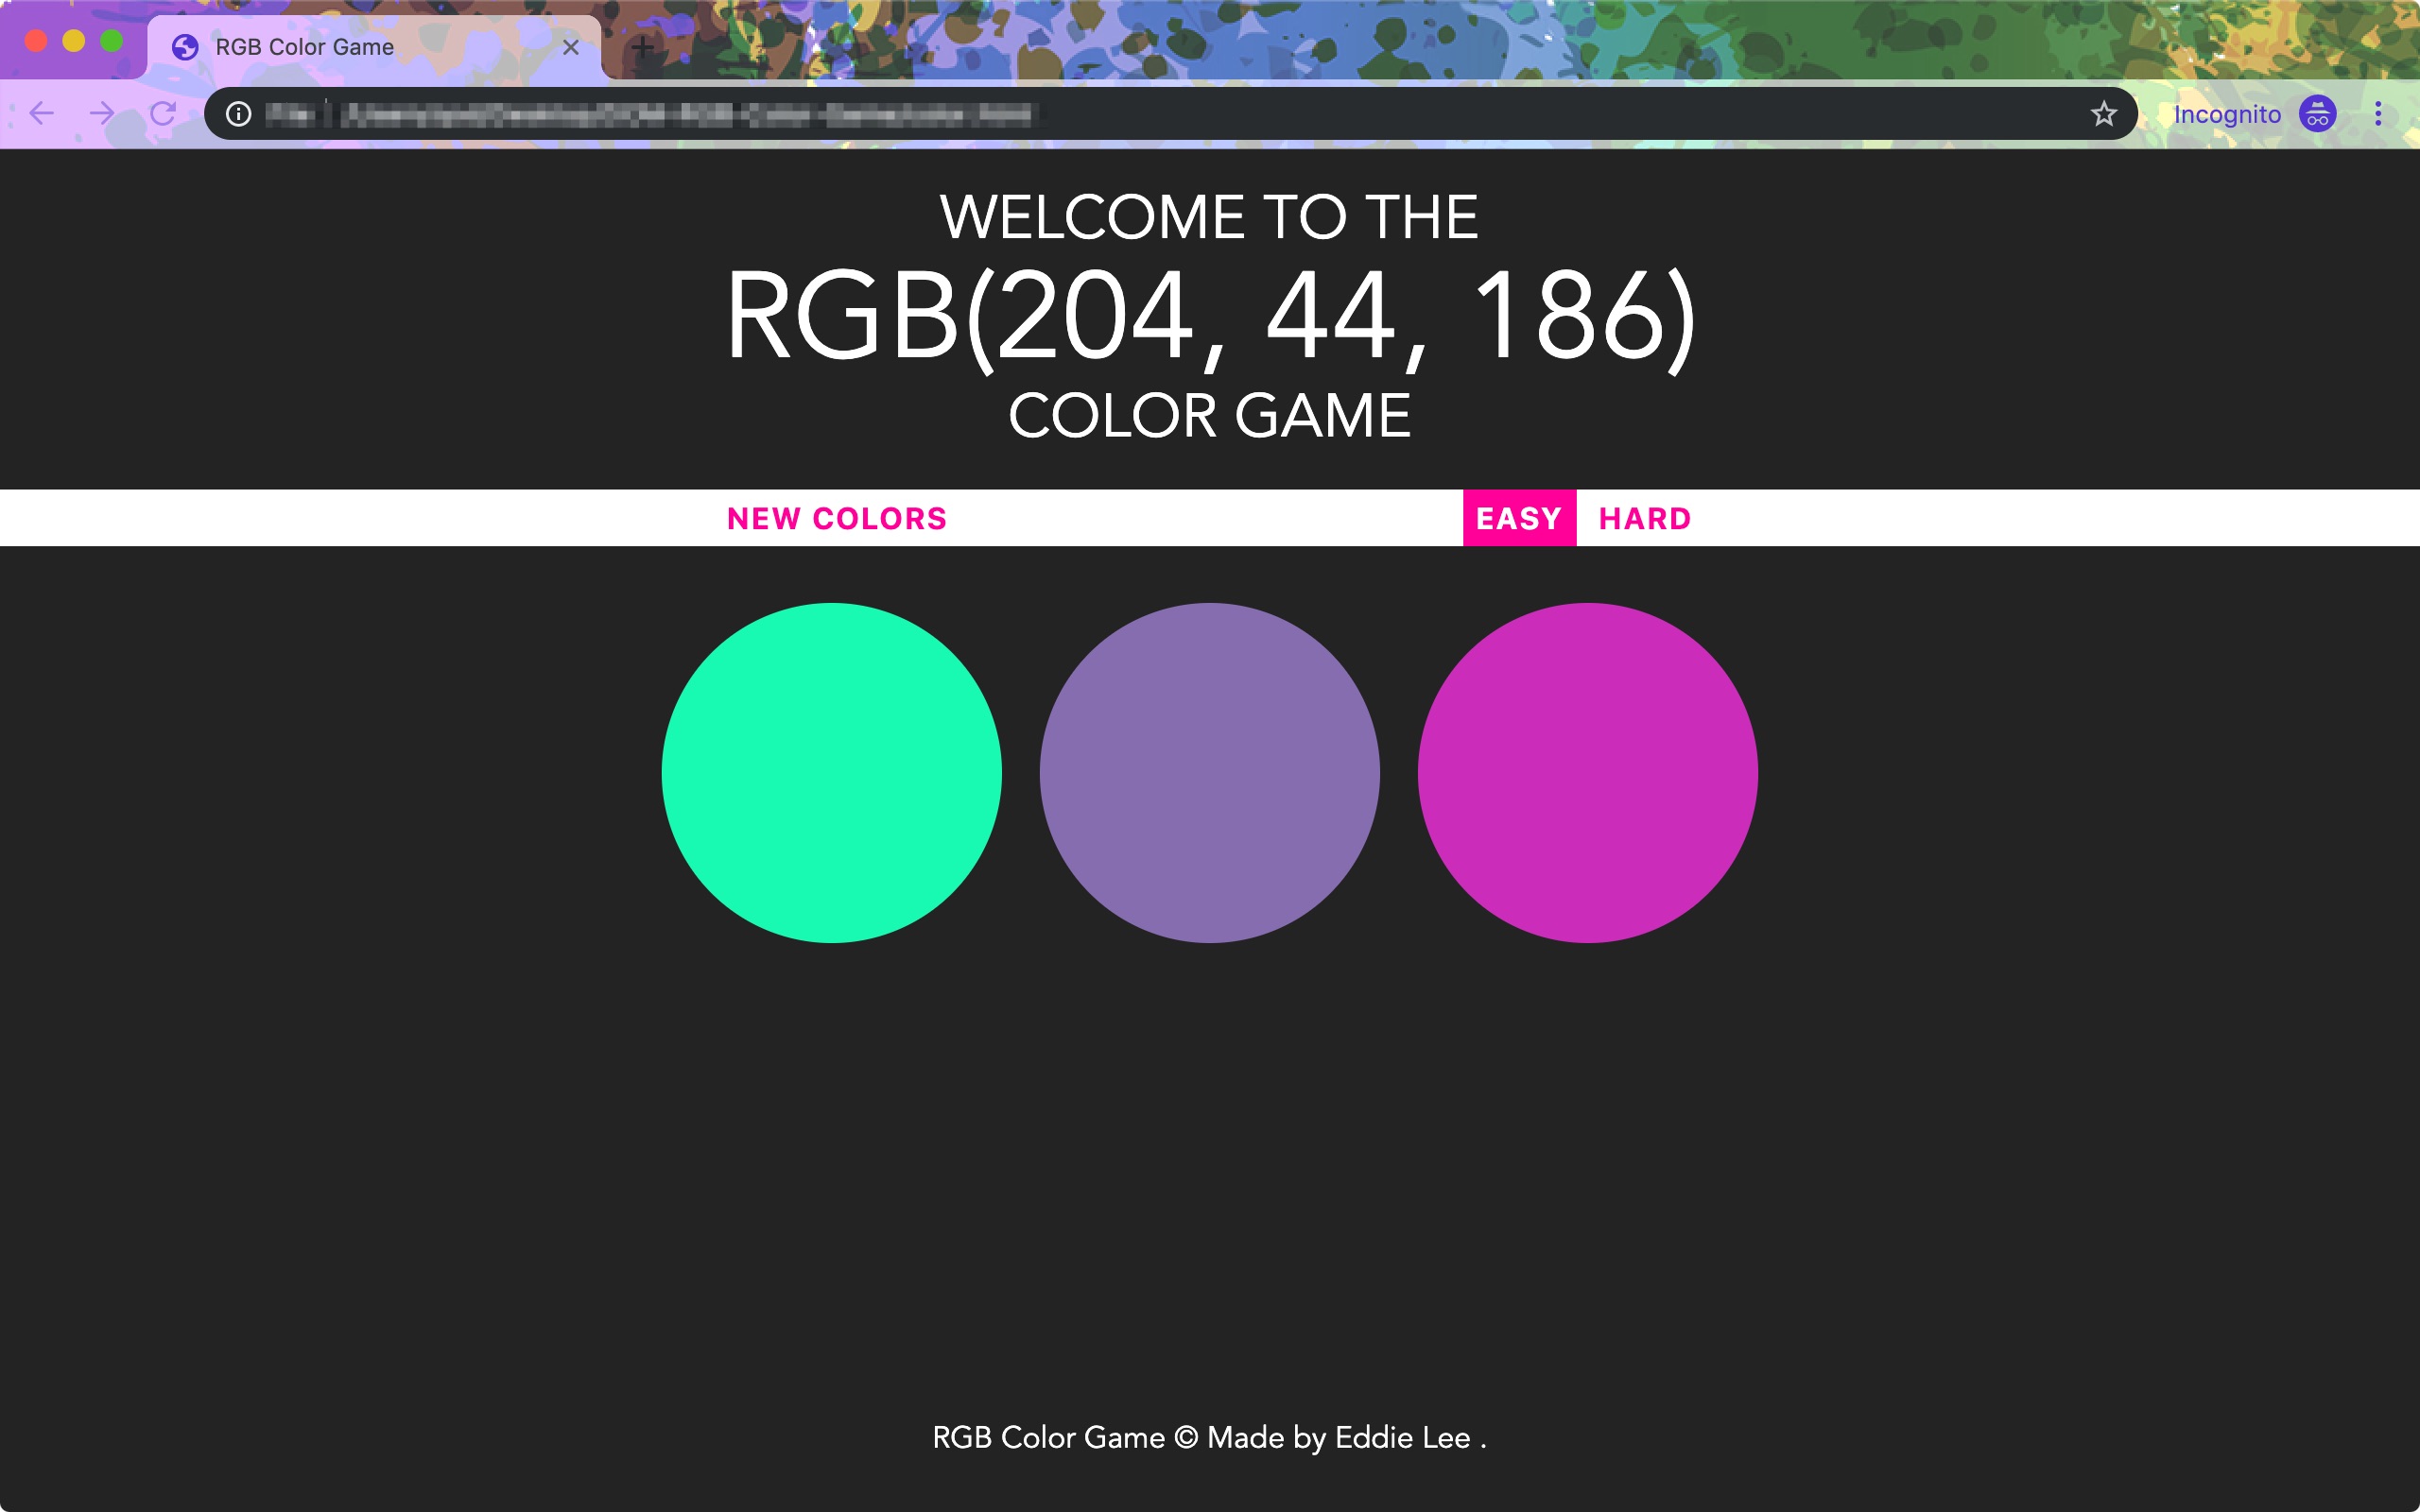 RGB Color Game
Incognito
WELCOME TO THE
RGB(204, 44, 186)
COLOR GAME
NEW COLORS EASY HARD
RGB Color Game © Made by Eddie Lee .